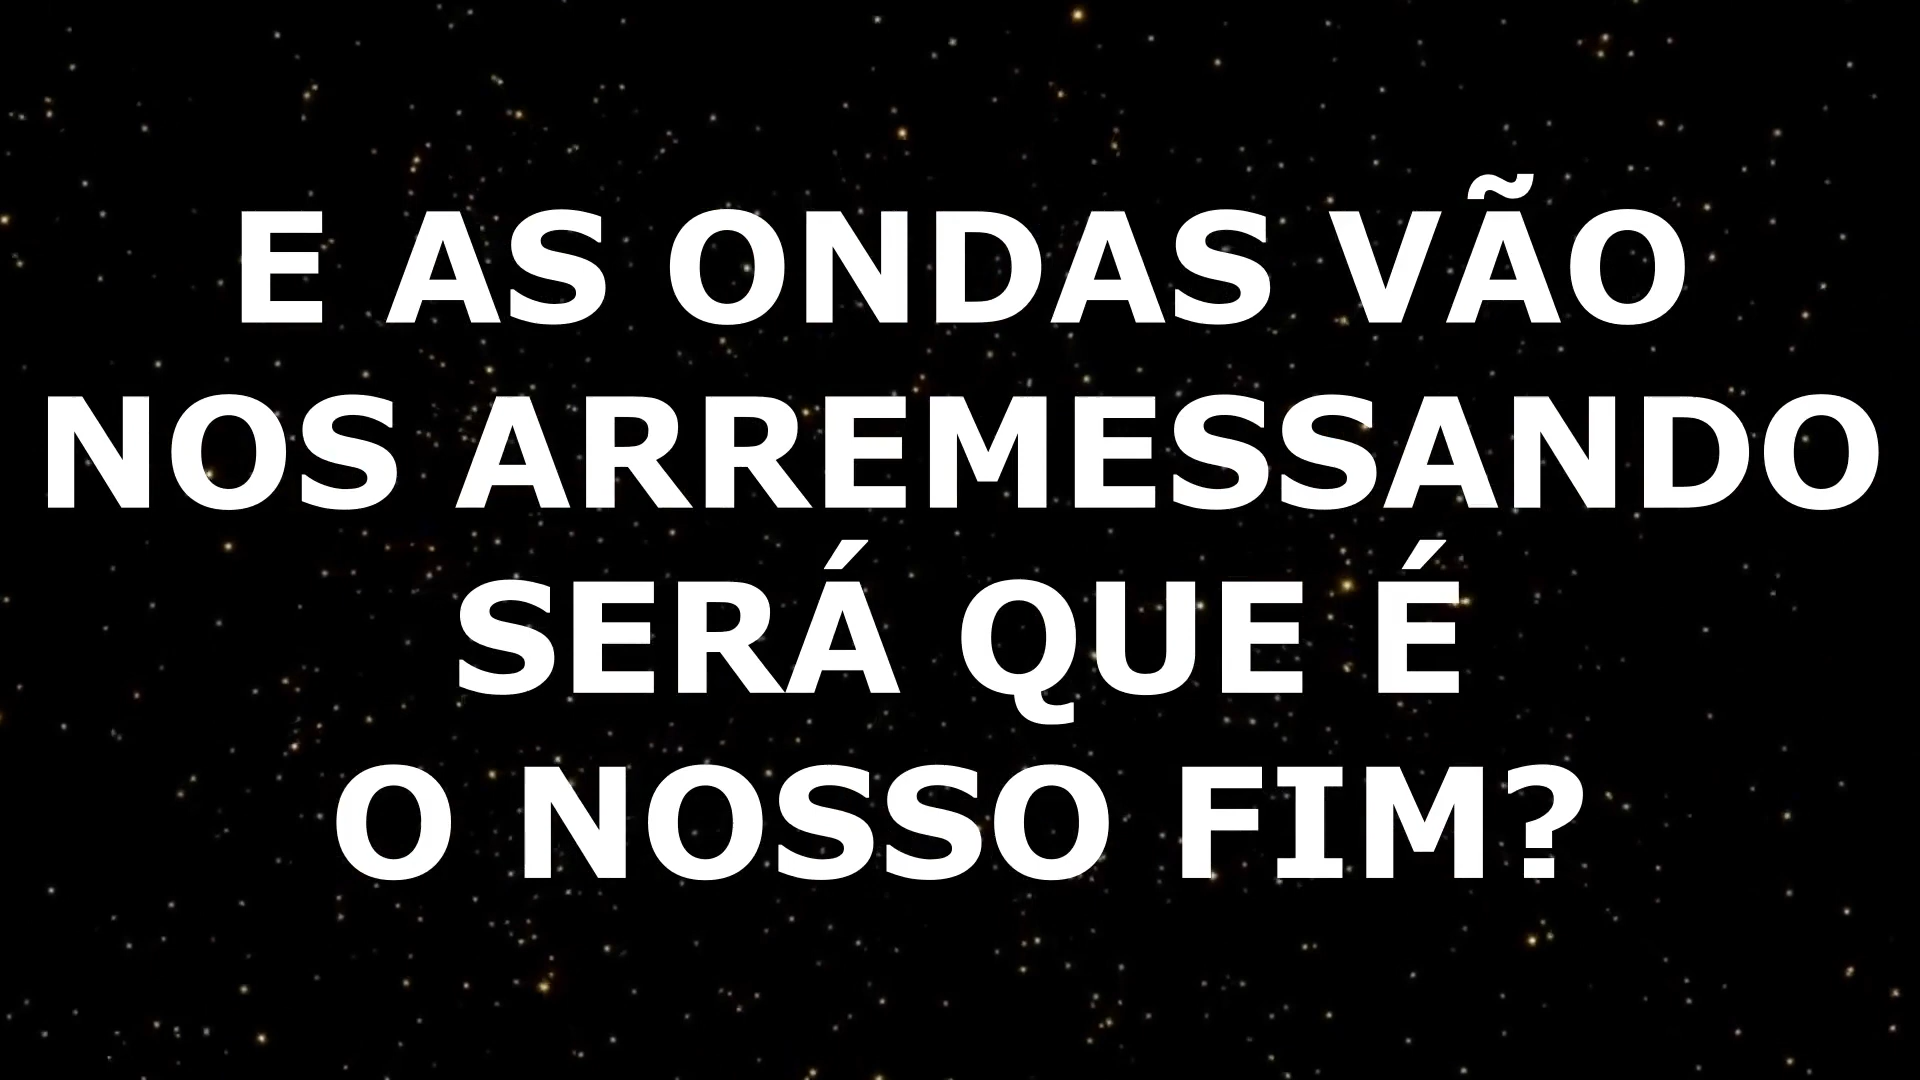 E AS ONDAS VÃO
NOS ARREMESSANDO
SERÁ QUE É
O NOSSO FIM?